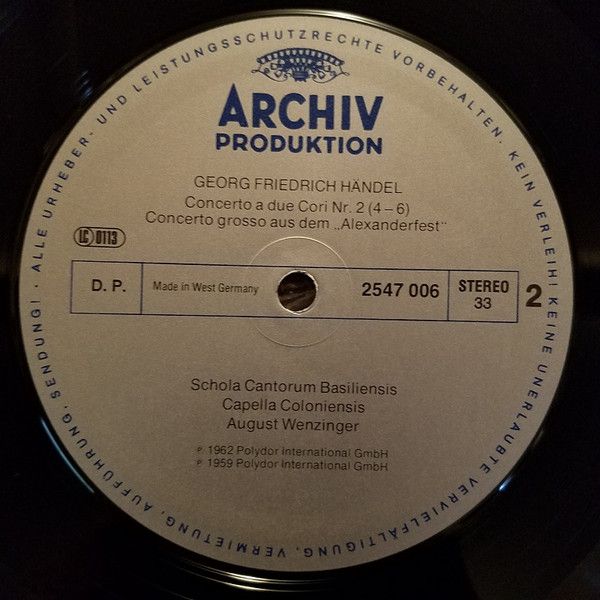 ALLE URHEBER- UND LEISTUNGSSCHUTZRECHTE VORBEHALTEN. KEIN VERLEIH! KEINE UNERLAUBTE VERVIELFÄLTIGUNG, VERMIETUNG, AUFFÜHRUNG, SENDUNG! ·
ARCHIV
PRODUKTION
GEORG FRIEDRICH HÄNDEL
Concerto a due Cori Nr. 2 (4–6)
Concerto grosso aus dem „Alexanderfest“
LC 0113
D. P.
Made in West Germany
2547 006
STEREO
33
2
Schola Cantorum Basiliensis
Capella Coloniensis
August Wenzinger
℗ 1962 Polydor International GmbH
℗ 1959 Polydor International GmbH